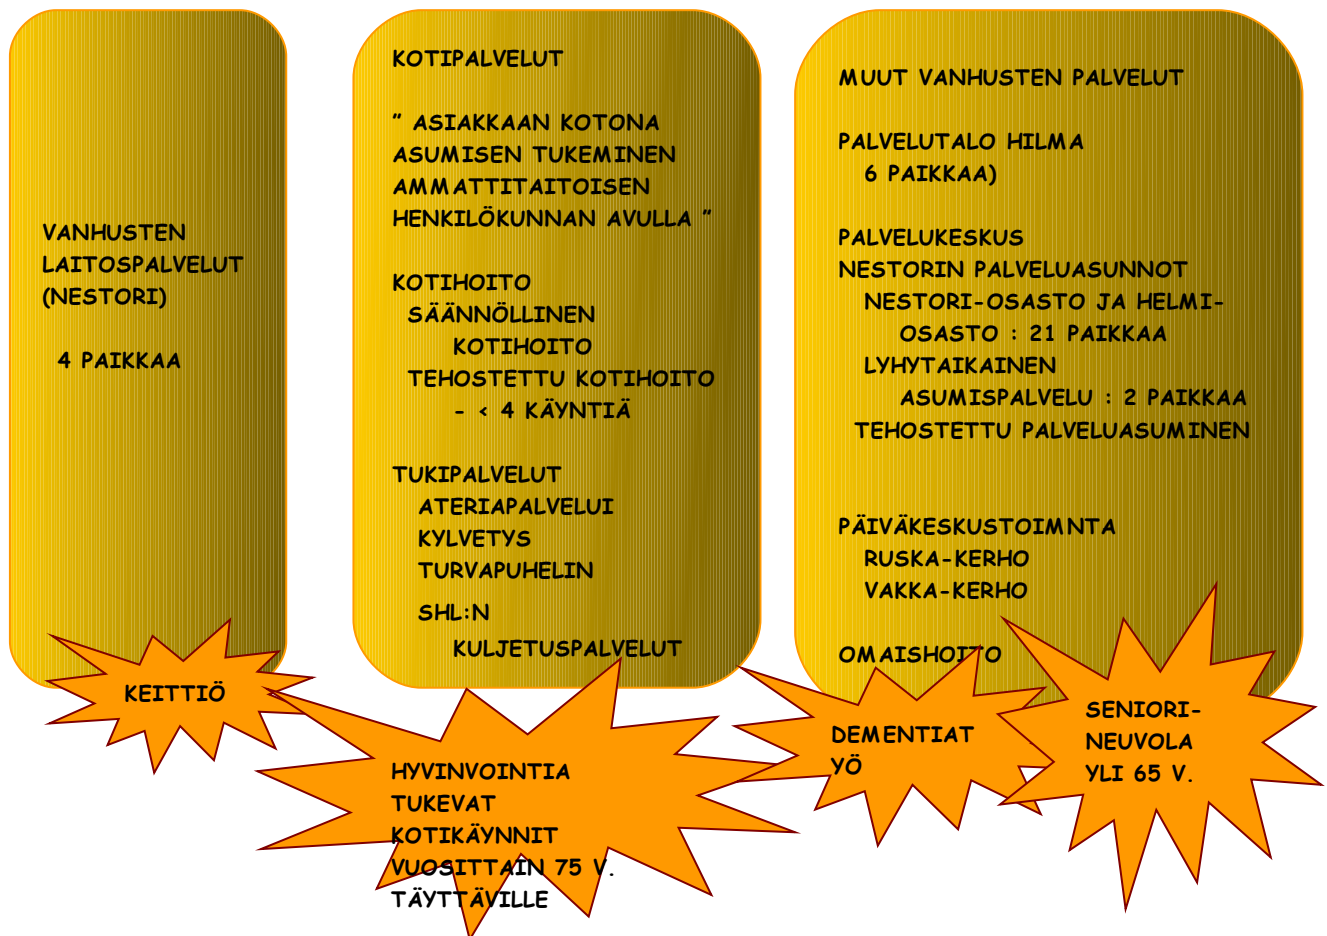 VANHUSTEN
LAITOSPALVELUT
(NESTORI)
4 PAIKKAA
KOTIPALVELUT
” ASIAKKAAN KOTONA
ASUMISEN TUKEMINEN
AMMATTITAITOISEN
HENKILÖKUNNAN AVULLA ”
KOTIHOITO
SÄÄNNÖLLINEN
KOTIHOITO
TEHOSTETTU KOTIHOITO
- < 4 KÄYNTIÄ
TUKIPALVELUT
ATERIAPALVELUI
KYLVETYS
TURVAPUHELIN
SHL:N
KULJETUSPALVELUT
MUUT VANHUSTEN PALVELUT
PALVELUTALO HILMA
6 PAIKKAA)
PALVELUKESKUS
NESTORIN PALVELUASUNNOT
NESTORI-OSASTO JA HELMI-
OSASTO : 21 PAIKKAA
LYHYTAIKAINEN
ASUMISPALVELU : 2 PAIKKAA
TEHOSTETTU PALVELUASUMINEN
PÄIVÄKESKUSTOIMNTA
RUSKA-KERHO
VAKKA-KERHO
OMAISHOITO
KEITTIÖ
HYVINVOINTIA
TUKEVAT
KOTIKÄYNNIT
VUOSITTAIN 75 V.
TÄYTTÄVILLE
DEMENTIAT
YÖ
SENIORI-
NEUVOLA
YLI 65 V.